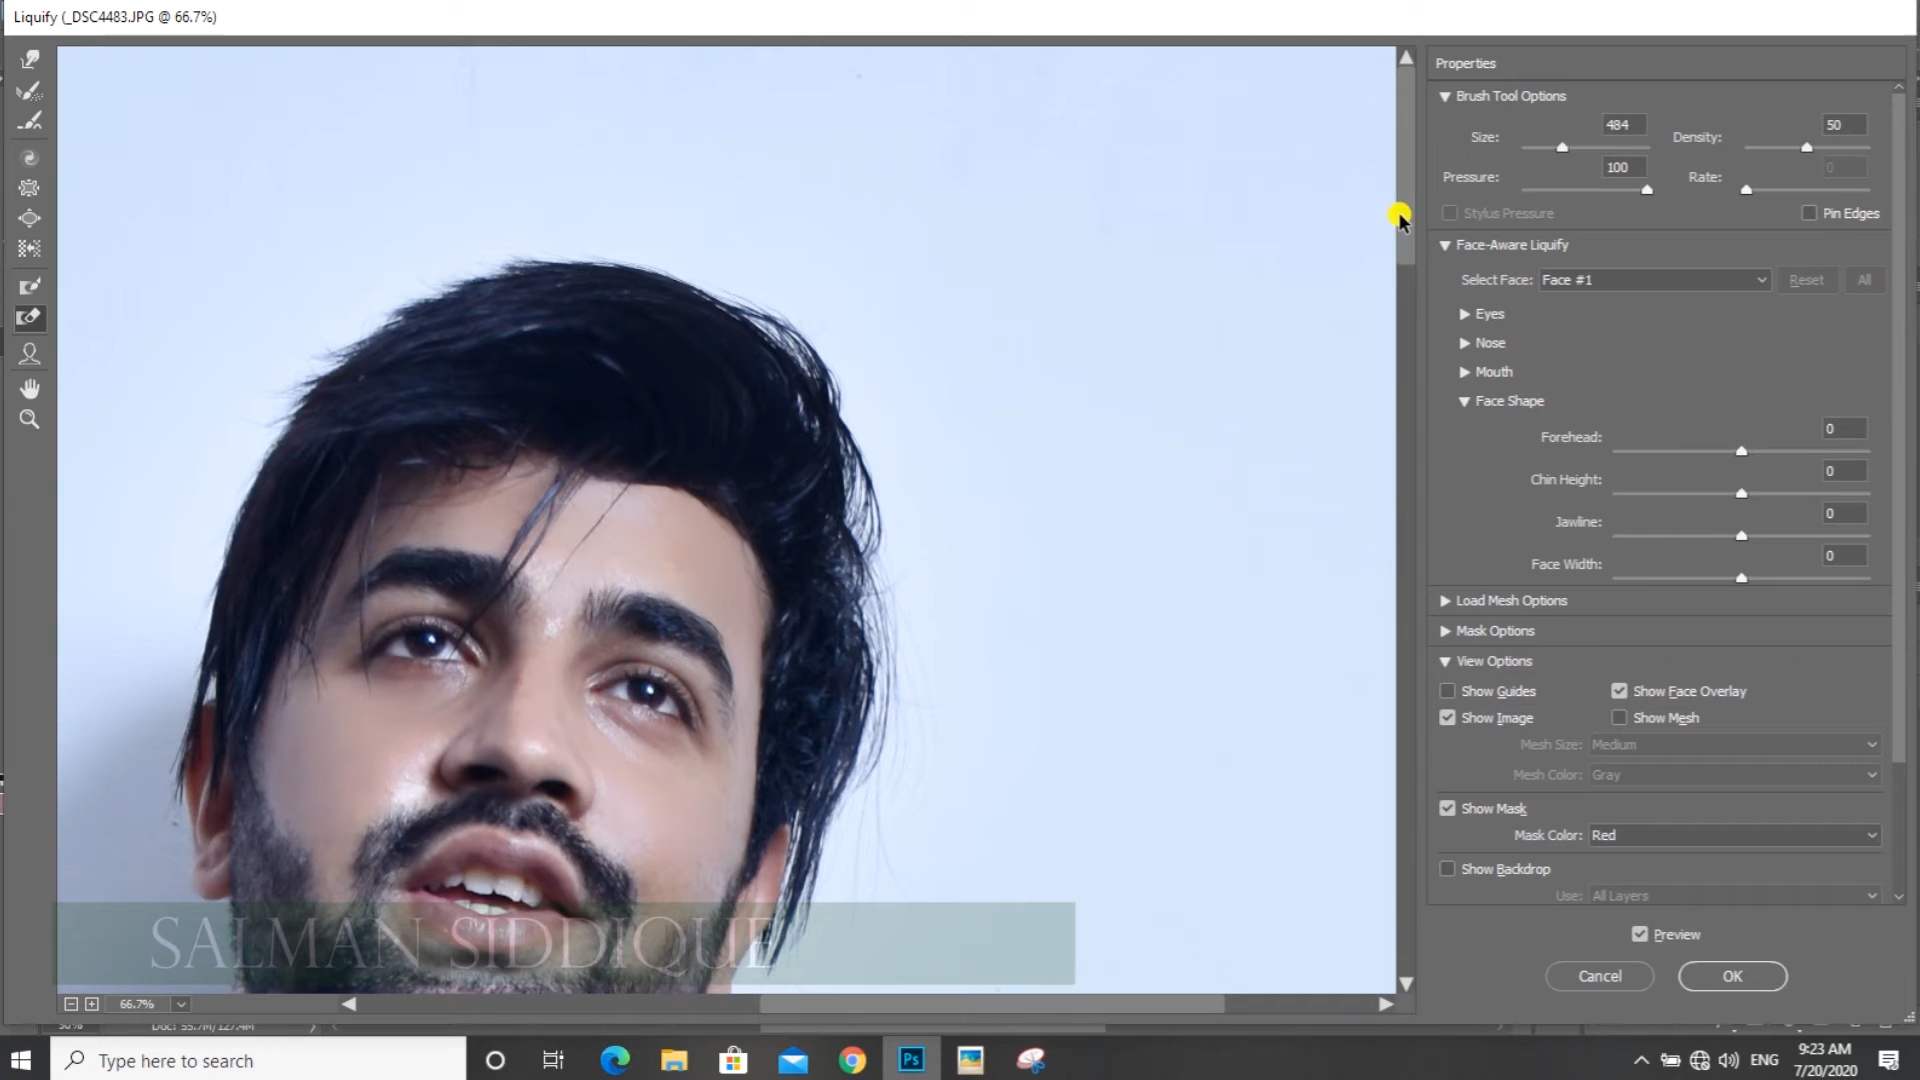 Liquify (_DSC4483.JPG @ 66.7%)
Properties
Brush Tool Options
Size: 484 Density: 50
Pressure: 100 Rate: 0
Stylus Pressure Pin Edges
Face-Aware Liquify
Select Face: Face #1 Reset All
Eyes
Nose
Mouth
Face Shape
Forehead: 0
Chin Height: 0
Jawline: 0
Face Width: 0
Load Mesh Options
Mask Options
View Options
Show Guides Show Face Overlay
Show Image Show Mesh
Mesh Size: Medium
Mesh Color: Gray
Show Mask
Mask Color: Red
Show Backdrop
Use: All Layers
SALMAN SIDDIQUE
Preview
Cancel OK
66.7%
50% Doc: 55.7M/127.4M
Type here to search
Ps
ENG
9:23 AM
7/20/2020